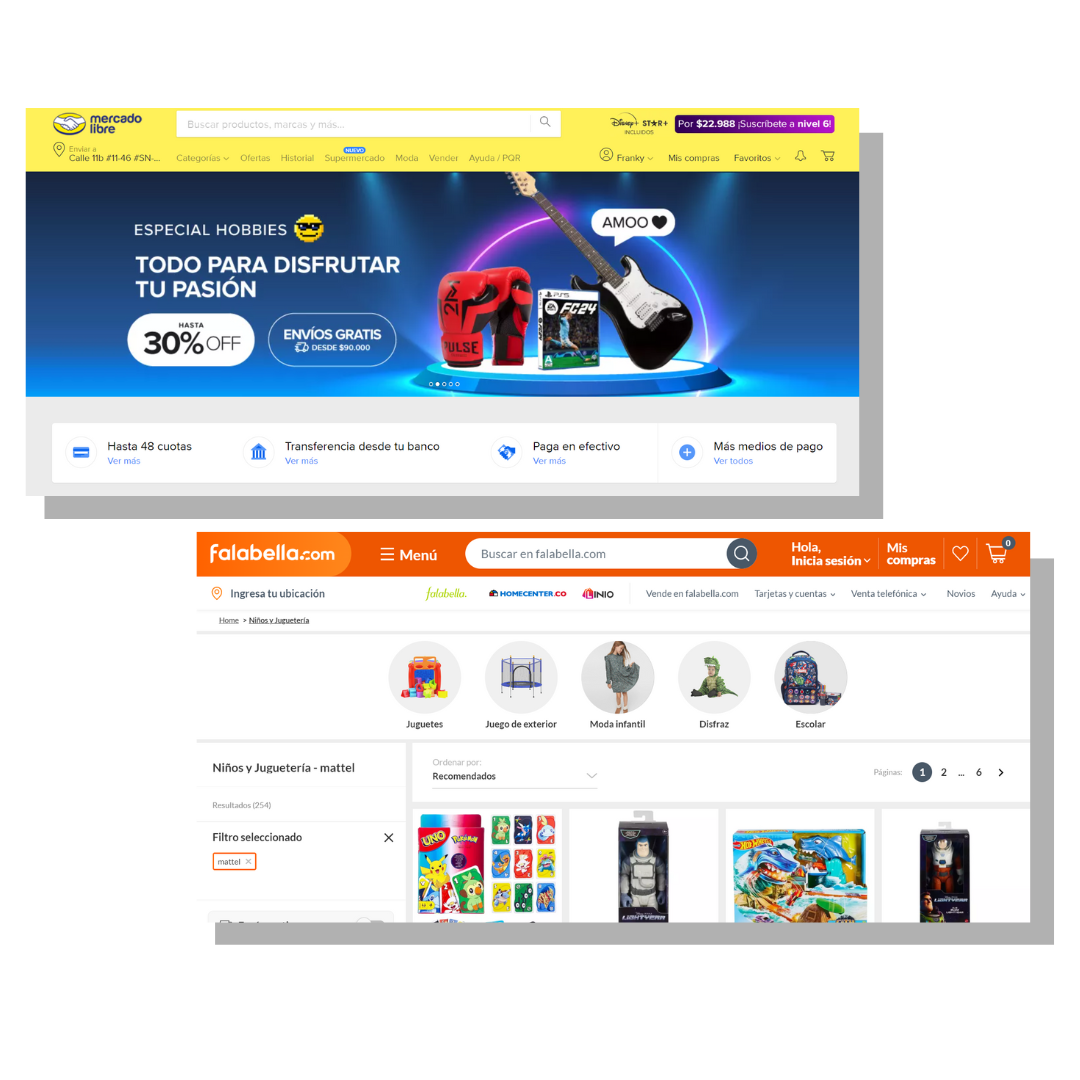 mercado
libre
Buscar productos, marcas y más...
Disney+ STAR+
INCLUIDOS
Por $22.988 ¡Suscríbete a nivel 6!
Enviar a
Calle 11b #11-46 #SN-...
Categorías
Ofertas
Historial
NUEVO
Supermercado
Moda
Vender
Ayuda / PQR
Franky
Mis compras
Favoritos
ESPECIAL HOBBIES
TODO PARA DISFRUTAR
TU PASIÓN
HASTA
30% OFF
ENVÍOS GRATIS
DESDE $90.000
AMOO
PULSE
PS5
FC24
Hasta 48 cuotas
Ver más
Transferencia desde tu banco
Ver más
Paga en efectivo
Ver más
Más medios de pago
Ver todos
falabella.com
Menú
Buscar en falabella.com
Hola,
Inicia sesión
Mis
compras
0
Ingresa tu ubicación
falabella.
HOMECENTER.CO
LINIO
Vende en falabella.com
Tarjetas y cuentas
Venta telefónica
Novios
Ayuda
Home > Niños y Juguetería
Juguetes
Juego de exterior
Moda infantil
Disfraz
Escolar
Niños y Juguetería - mattel
Resultados (254)
Filtro seleccionado
mattel
Ordenar por:
Recomendados
Páginas:
1 2 ... 6
UNO
Pokémon
LIGHTYEAR
Hot Wheels
LIGHTYEAR